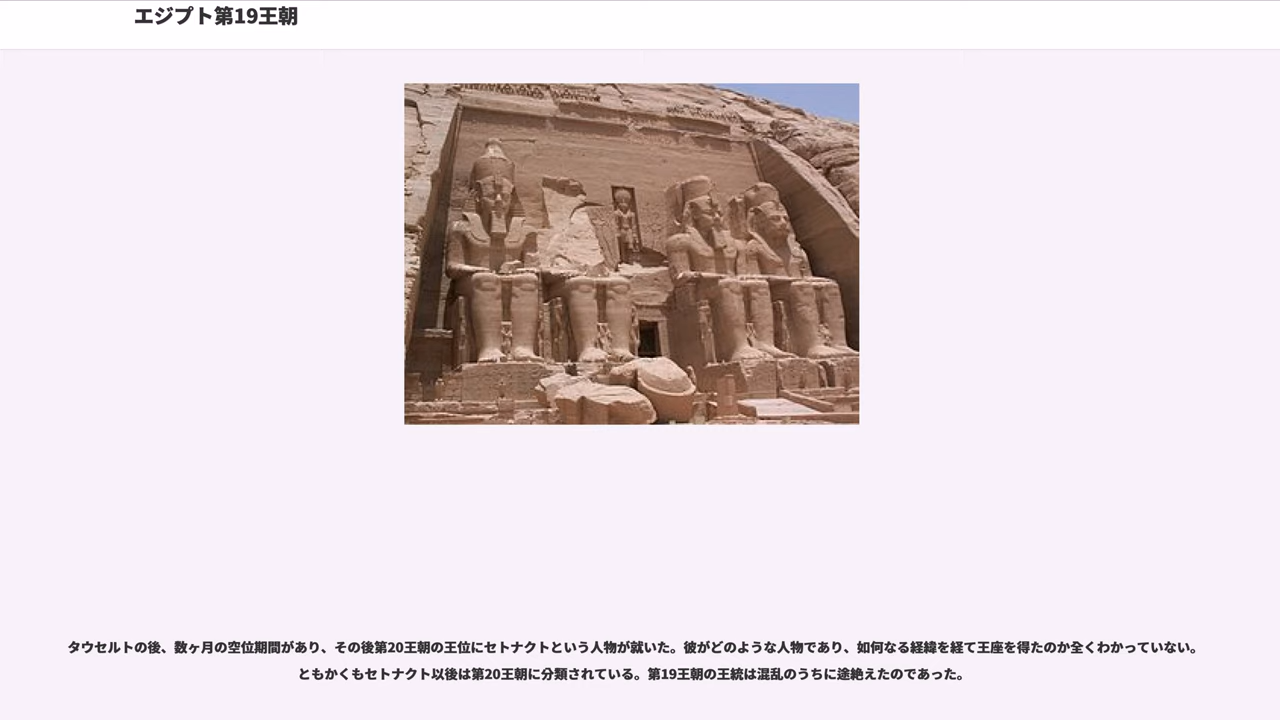 エジプト第19王朝
タウセルトの後、数ヶ月の空位期間があり、その後第20王朝の王位にセトナクトという人物が就いた。彼がどのような人物であり、如何なる経緯を経て王座を得たのか全くわかっていない。
ともかくもセトナクト以後は第20王朝に分類されている。第19王朝の王統は混乱のうちに途絶えたのであった。